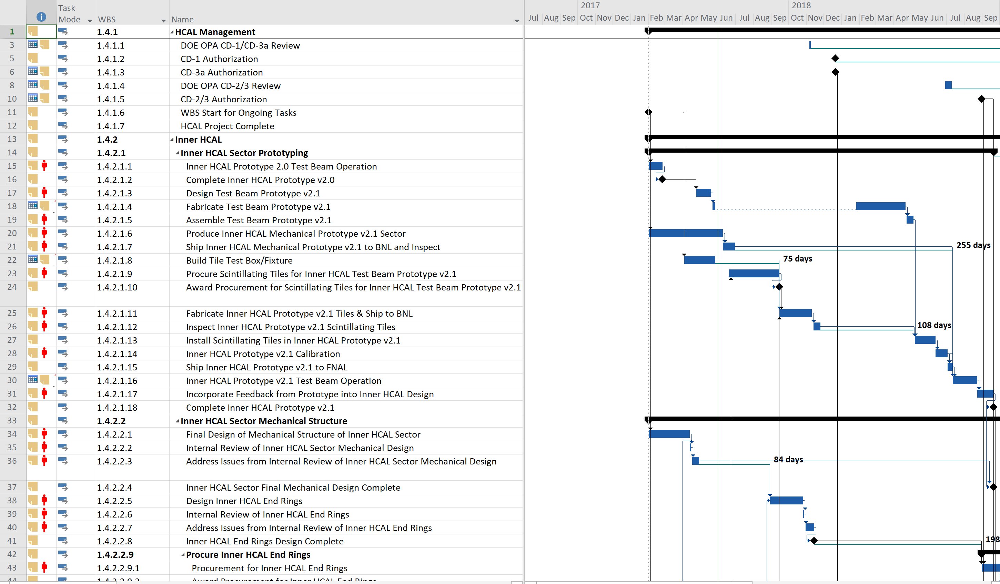 2017 2018
Task
Mode WBS Name
Jul Aug Sep Oct Nov Dec Jan Feb Mar Apr May Jun Jul Aug Sep Oct Nov Dec Jan Feb Mar Apr May Jun Jul Aug Sep
1 1.4.1 HCAL Management
3 1.4.1.1 DOE OPA CD-1/CD-3a Review
5 1.4.1.2 CD-1 Authorization
6 1.4.1.3 CD-3a Authorization
8 1.4.1.4 DOE OPA CD-2/3 Review
10 1.4.1.5 CD-2/3 Authorization
11 1.4.1.6 WBS Start for Ongoing Tasks
12 1.4.1.7 HCAL Project Complete
13 1.4.2 Inner HCAL
14 1.4.2.1 Inner HCAL Sector Prototyping
15 1.4.2.1.1 Inner HCAL Prototype 2.0 Test Beam Operation
16 1.4.2.1.2 Complete Inner HCAL Prototype v2.0
17 1.4.2.1.3 Design Test Beam Prototype v2.1
18 1.4.2.1.4 Fabricate Test Beam Prototype v2.1
19 1.4.2.1.5 Assemble Test Beam Prototype v2.1
20 1.4.2.1.6 Produce Inner HCAL Mechanical Prototype v2.1 Sector
21 1.4.2.1.7 Ship Inner HCAL Mechanical Prototype v2.1 to BNL and Inspect 255 days
22 1.4.2.1.8 Build Tile Test Box/Fixture 75 days
23 1.4.2.1.9 Procure Scintillating Tiles for Inner HCAL Test Beam Prototype v2.1
24 1.4.2.1.10 Award Procurement for Scintillating Tiles for Inner HCAL Test Beam Prototype v2.1
25 1.4.2.1.11 Fabricate Inner HCAL Prototype v2.1 Tiles & Ship to BNL
26 1.4.2.1.12 Inspect Inner HCAL Prototype v2.1 Scintillating Tiles 108 days
27 1.4.2.1.13 Install Scintillating Tiles in Inner HCAL Prototype v2.1
28 1.4.2.1.14 Inner HCAL Prototype v2.1 Calibration
29 1.4.2.1.15 Ship Inner HCAL Prototype v2.1 to FNAL
30 1.4.2.1.16 Inner HCAL Prototype v2.1 Test Beam Operation
31 1.4.2.1.17 Incorporate Feedback from Prototype into Inner HCAL Design
32 1.4.2.1.18 Complete Inner HCAL Prototype v2.1
33 1.4.2.2 Inner HCAL Sector Mechanical Structure
34 1.4.2.2.1 Final Design of Mechanical Structure of Inner HCAL Sector
35 1.4.2.2.2 Internal Review of Inner HCAL Sector Mechanical Design
36 1.4.2.2.3 Address Issues from Internal Review of Inner HCAL Sector Mechanical Design 84 days
37 1.4.2.2.4 Inner HCAL Sector Final Mechanical Design Complete
38 1.4.2.2.5 Design Inner HCAL End Rings
39 1.4.2.2.6 Internal Review of Inner HCAL End Rings
40 1.4.2.2.7 Address Issues from Internal Review of Inner HCAL End Rings
41 1.4.2.2.8 Inner HCAL End Rings Design Complete 198
42 1.4.2.2.9 Procure Inner HCAL End Rings
43 1.4.2.2.9.1 Procurement for Inner HCAL End Rings
44 1.4.2.2.9.2 Award Procurement for Inner HCAL End Rings